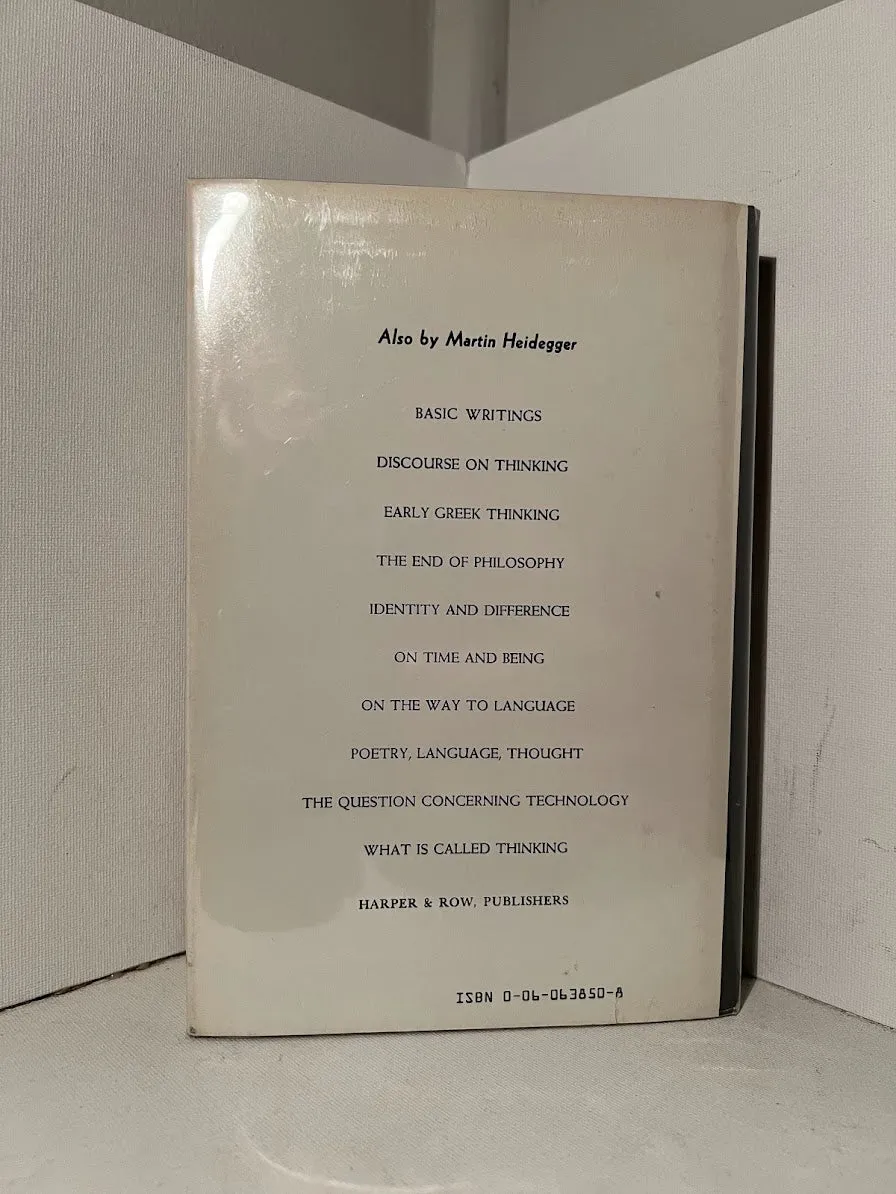 Also by Martin Heidegger
BASIC WRITINGS
DISCOURSE ON THINKING
EARLY GREEK THINKING
THE END OF PHILOSOPHY
IDENTITY AND DIFFERENCE
ON TIME AND BEING
ON THE WAY TO LANGUAGE
POETRY, LANGUAGE, THOUGHT
THE QUESTION CONCERNING TECHNOLOGY
WHAT IS CALLED THINKING
HARPER & ROW, PUBLISHERS
ISBN 0-06-063850-8